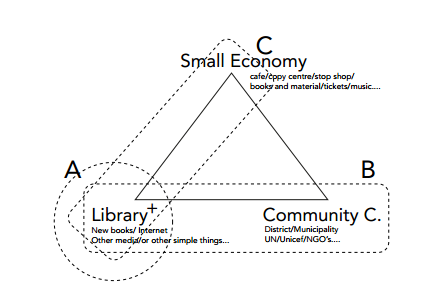 C
Small Economy
cafe/copy centre/stop shop/
books and material/tickets/music....
A
B
Library+
New books/ Internet
Other media/or other simple things...
Community C.
District/Municipality
UN/Unicef/NGO's....